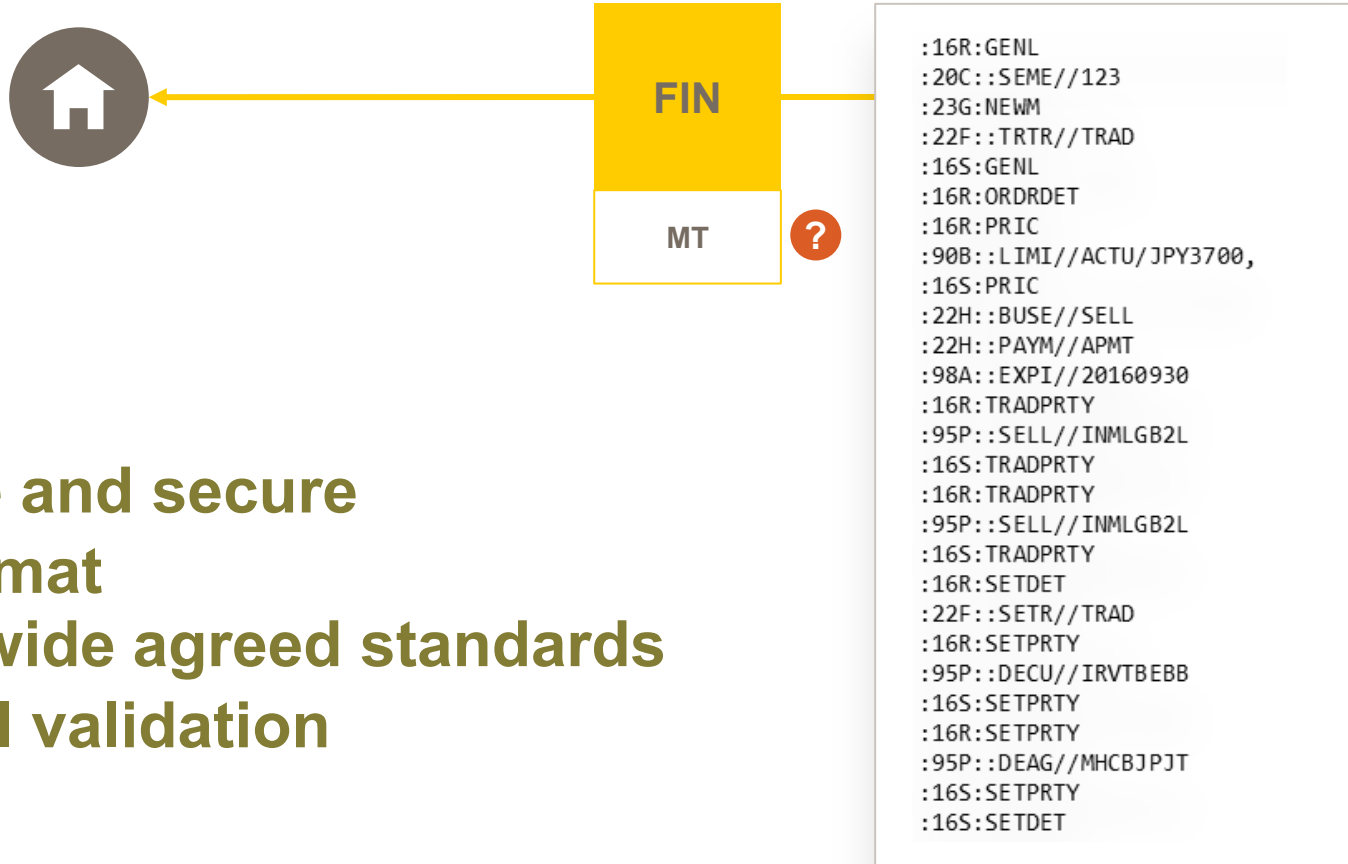 FIN
MT
?
and secure
mat
wide agreed standards
validation
:16R:GENL
:20C::SEME//123
:23G:NEWM
:22F::TRTR//TRAD
:16S:GENL
:16R:ORDRDET
:16R:PRIC
:90B::LIMI//ACTU/JPY3700,
:16S:PRIC
:22H::BUSE//SELL
:22H::PAYM//APMT
:98A::EXPI//20160930
:16R:TRADPRTY
:95P::SELL//INMLGB2L
:16S:TRADPRTY
:16R:TRADPRTY
:95P::SELL//INMLGB2L
:16S:TRADPRTY
:16R:SETDET
:22F::SETR//TRAD
:16R:SETPRTY
:95P::DECU//IRVTBEBB
:16S:SETPRTY
:16R:SETPRTY
:95P::DEAG//MHCBJPJT
:16S:SETPRTY
:16S:SETDET